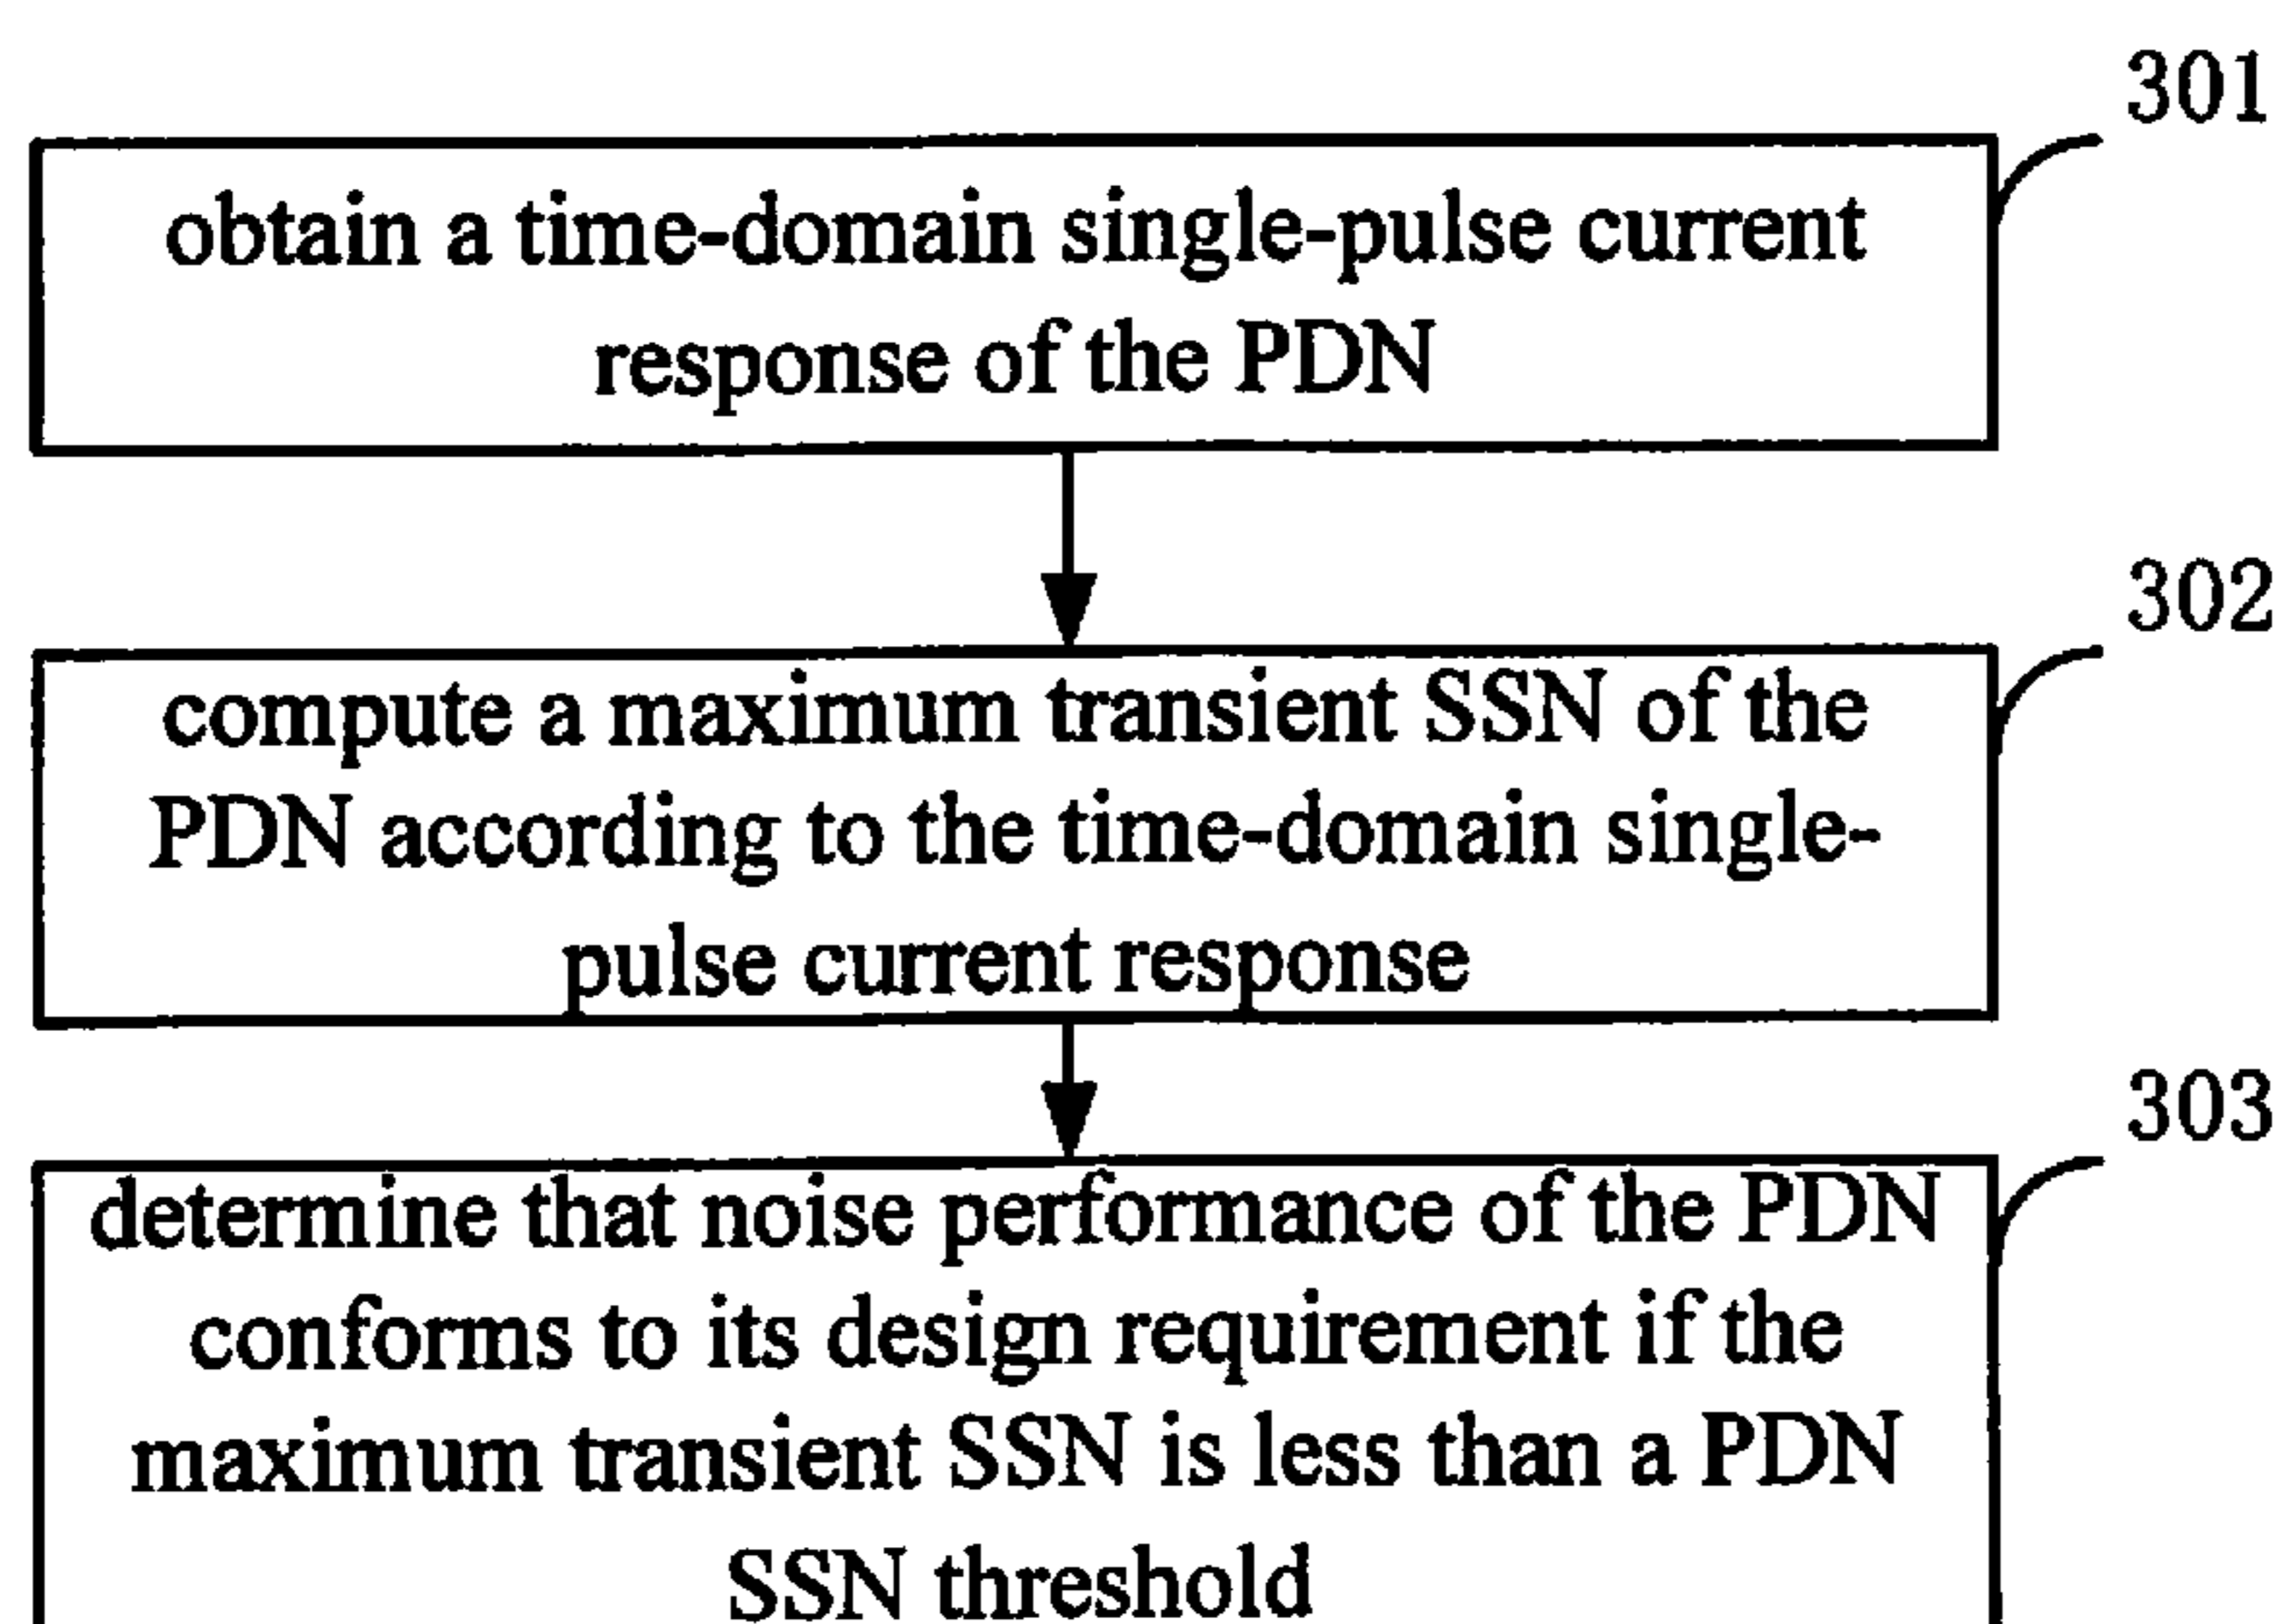 301
obtain a time-domain single-pulse current
response of the PDN
302
compute a maximum transient SSN of the
PDN according to the time-domain single-
pulse current response
303
determine that noise performance of the PDN
conforms to its design requirement if the
maximum transient SSN is less than a PDN
SSN threshold